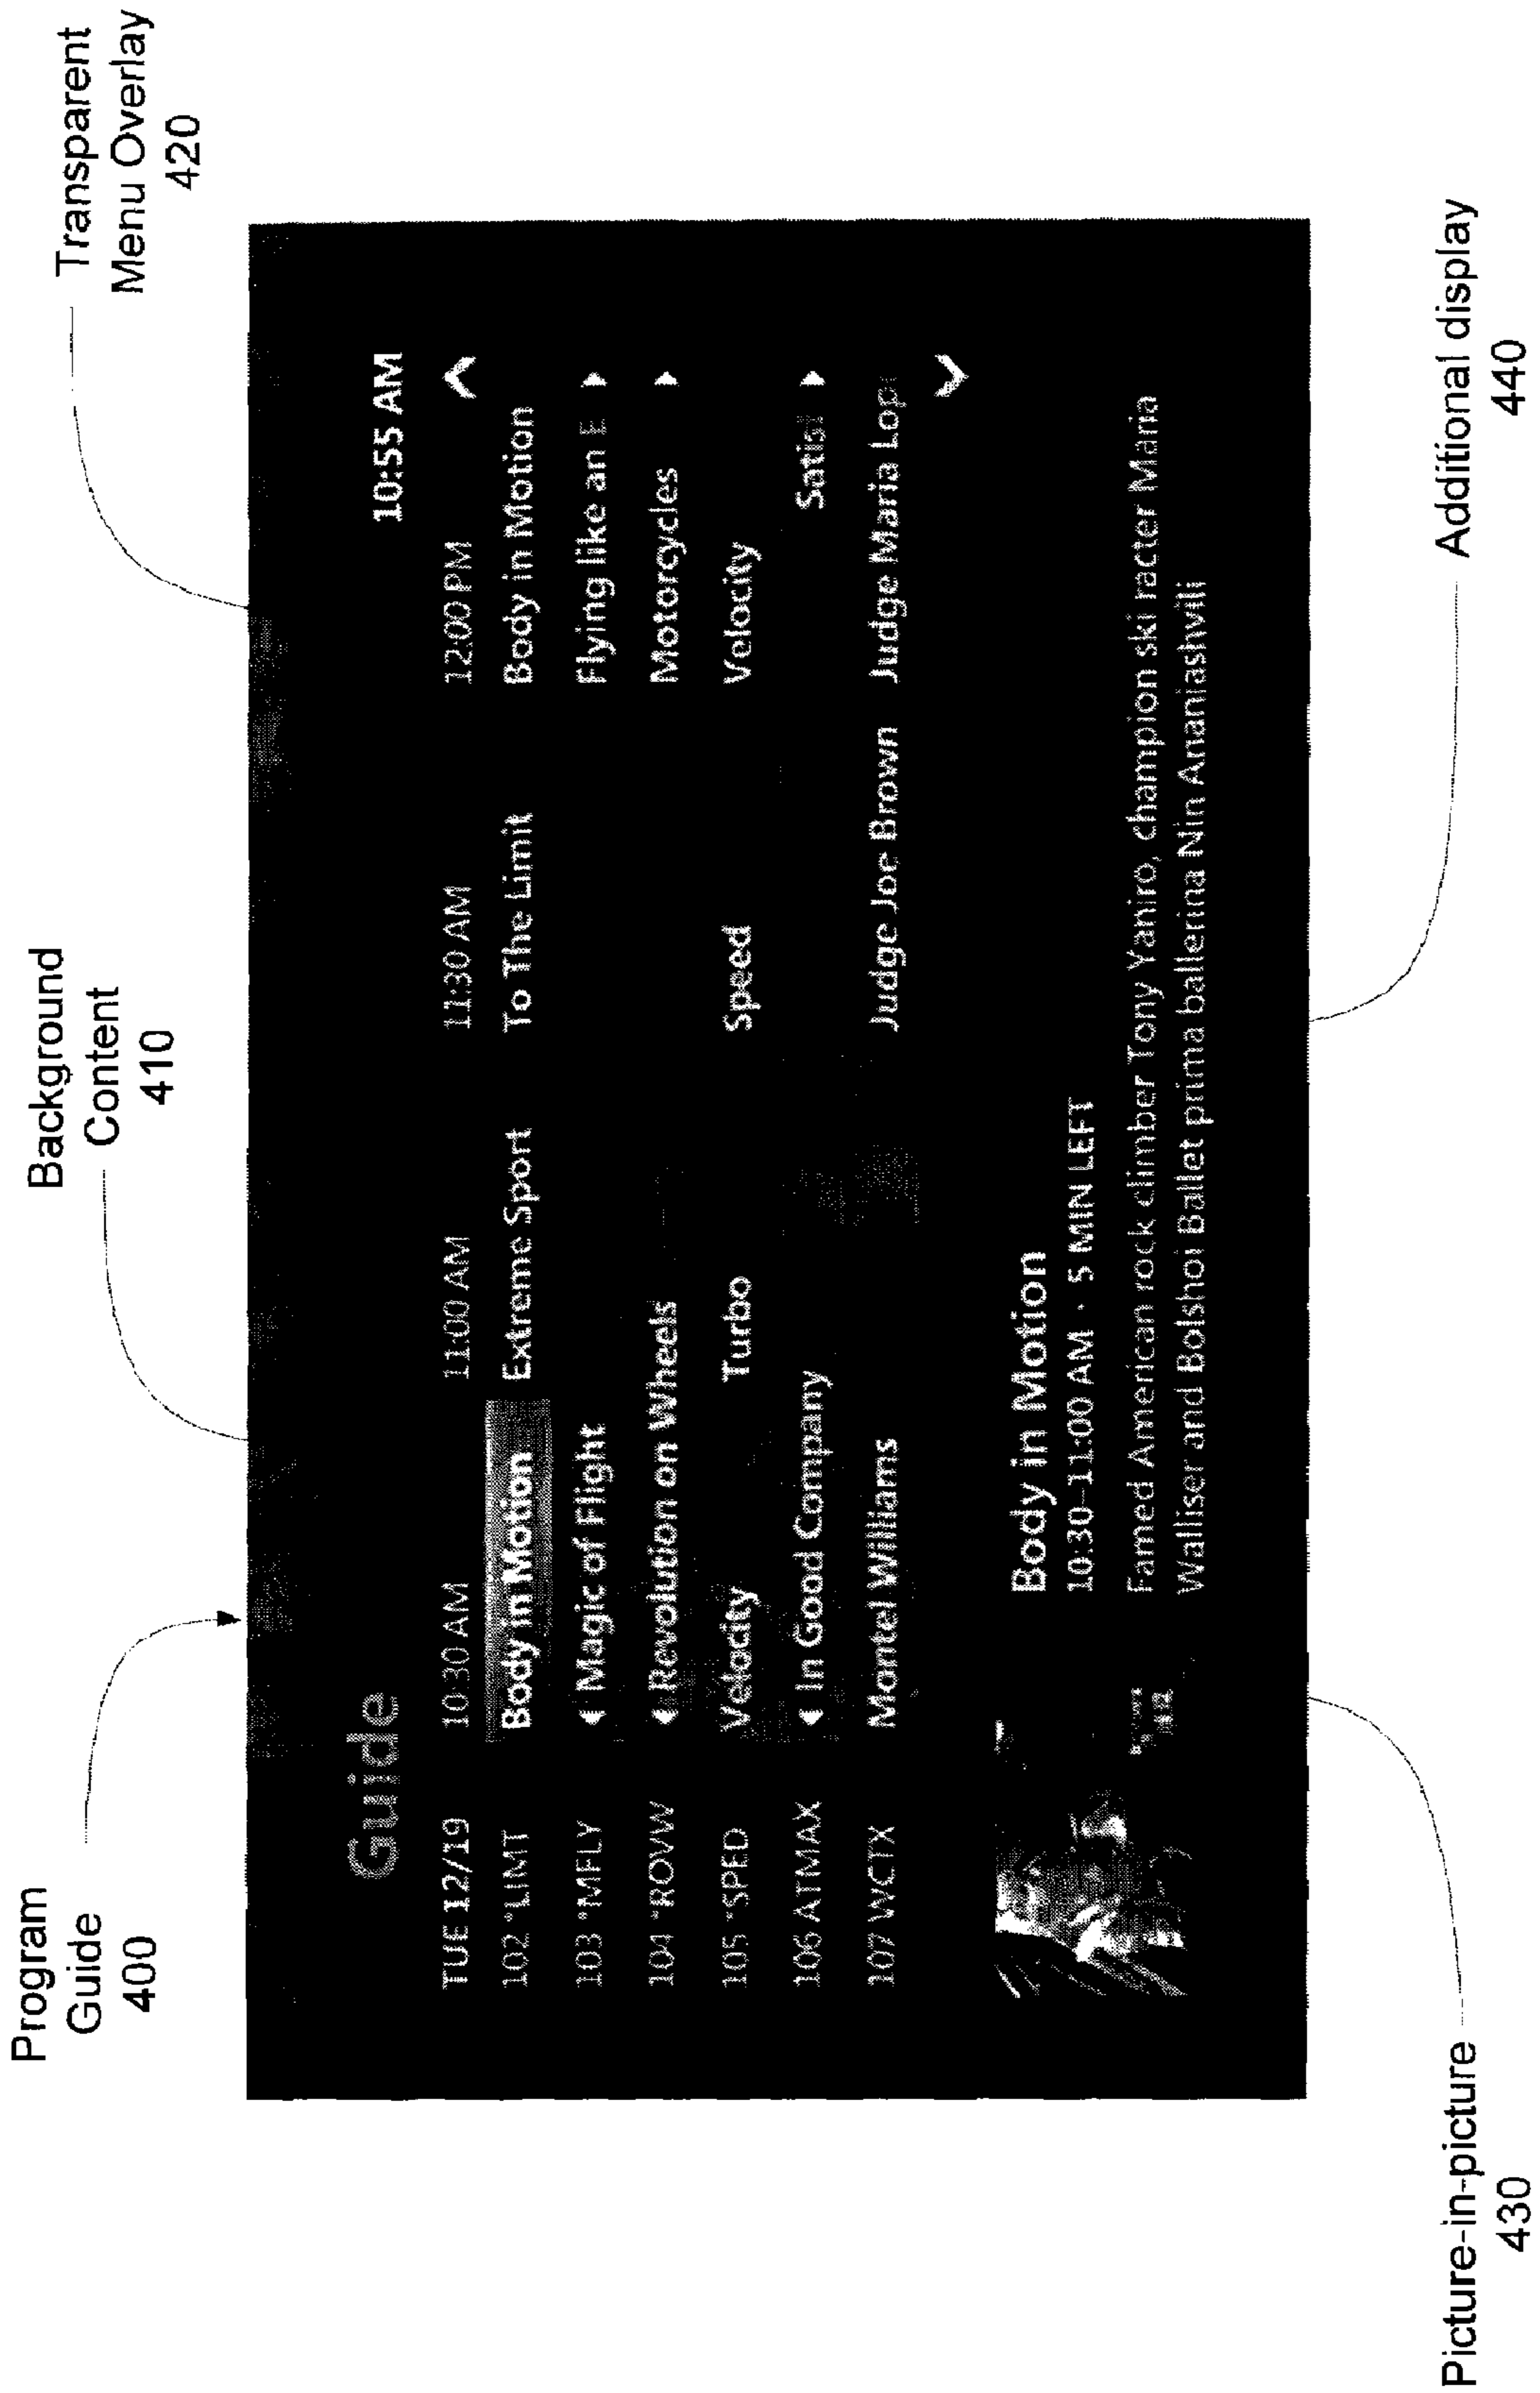 Program
Guide
400
Background
Content
410
Transparent
Menu Overlay
420
Guide
10:55 AM
TUE 12/19 10:30 AM 11:00 AM 11:30 AM 12:00 PM
102 *LIMT Body in Motion Extreme Sport To The Limit Body in Motion
103 *MFLY Magic of Flight Flying like an E
104 *ROVW Revolution on Wheels Motorcycles
105 *SPED Velocity Turbo Speed Velocity
106 ATMAX In Good Company Satis
107 WCTX Montel Williams Judge Joe Brown Judge Maria Lop
Body in Motion
10:30–11:00 AM · 5 MIN LEFT
Famed American rock climber Tony Yaniro, champion ski racter Maria
Walliser and Bolshoi Ballet prima ballerina Nin Ananiashvili
Picture-in-picture
430
Additional display
440